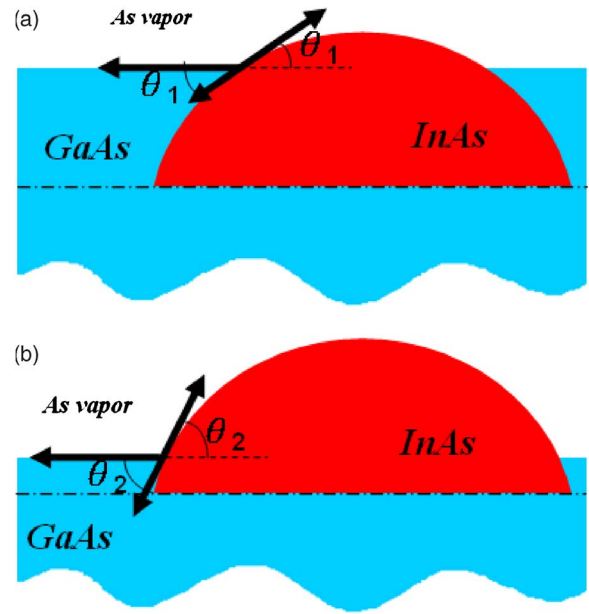 (a)
As vapor
θ1
θ1
GaAs
InAs
(b)
As vapor
θ2
θ2
InAs
GaAs